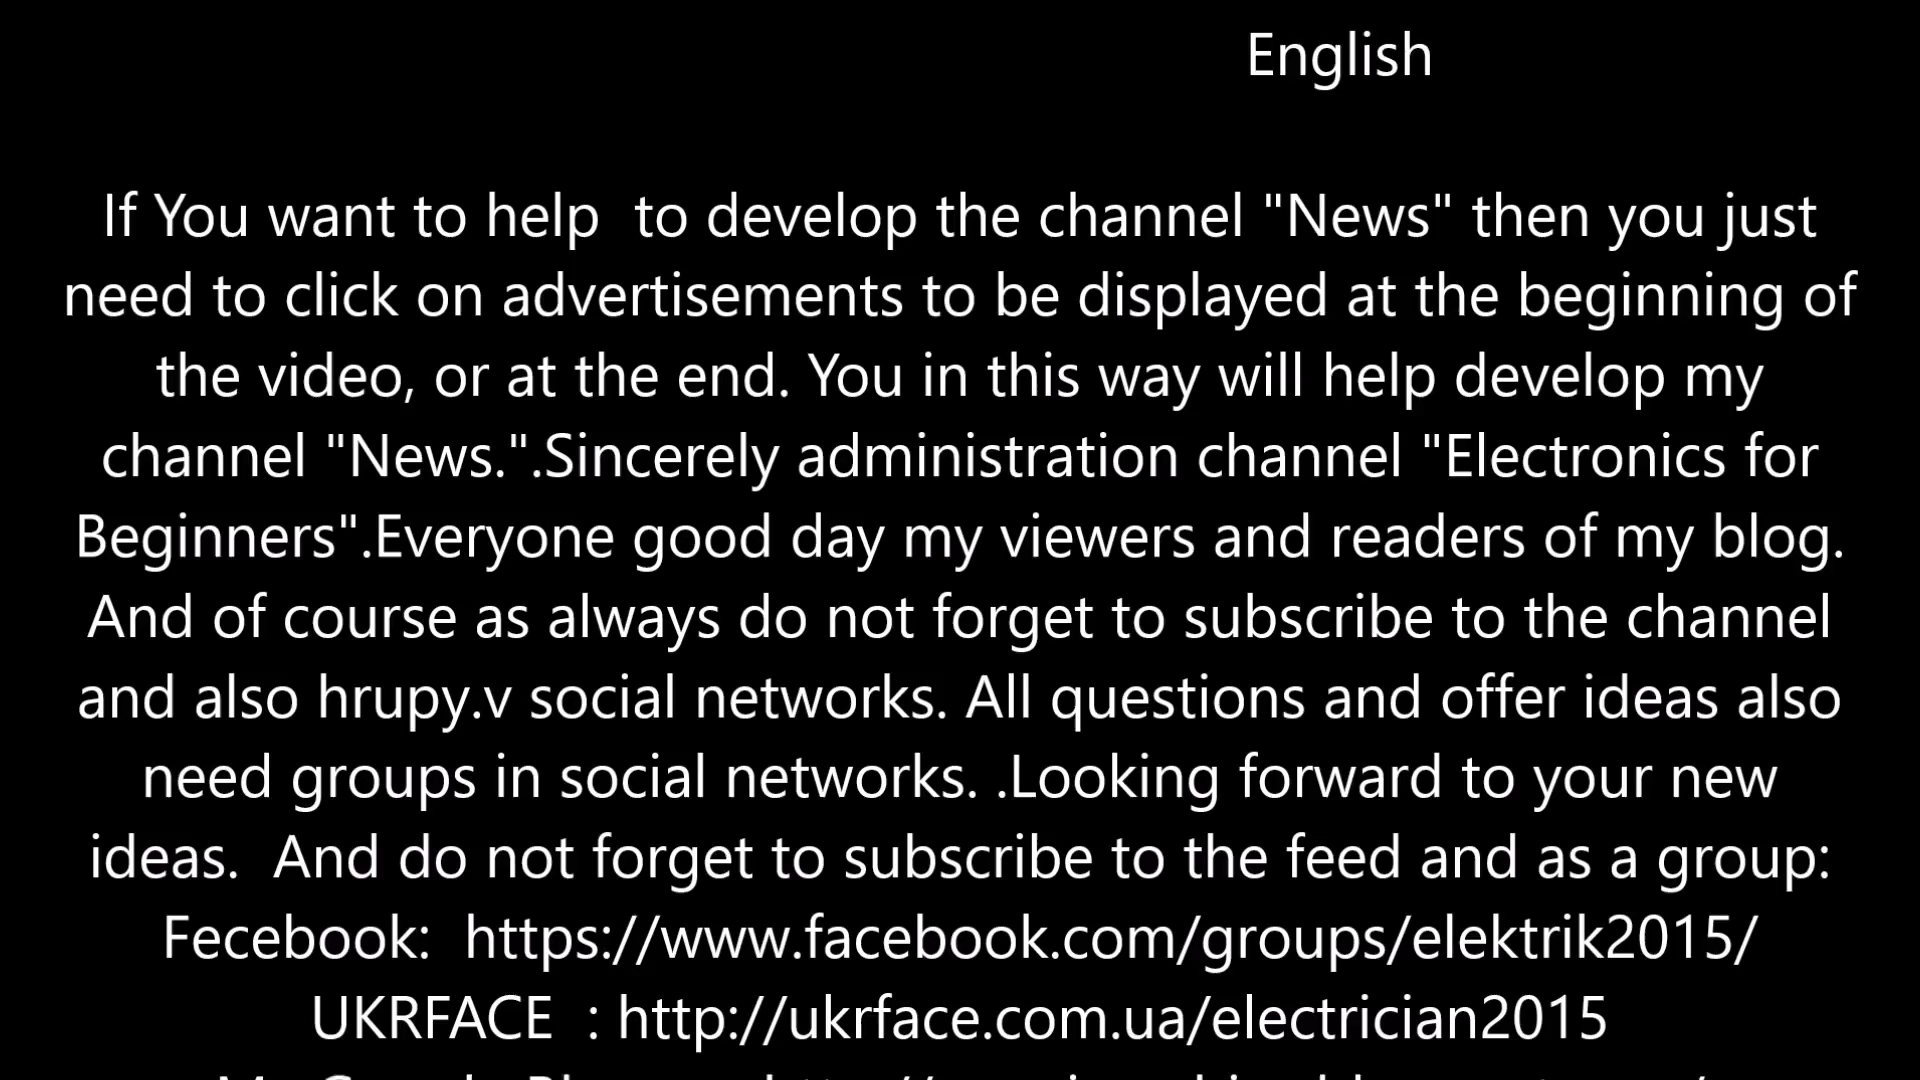 English
If You want to help  to develop the channel "News" then you just
need to click on advertisements to be displayed at the beginning of
the video, or at the end. You in this way will help develop my
channel "News.".Sincerely administration channel "Electronics for
Beginners".Everyone good day my viewers and readers of my blog.
And of course as always do not forget to subscribe to the channel
and also hrupy.v social networks. All questions and offer ideas also
need groups in social networks. .Looking forward to your new
ideas.  And do not forget to subscribe to the feed and as a group:
Fecebook:  https://www.facebook.com/groups/elektrik2015/
UKRFACE  : http://ukrface.com.ua/electrician2015